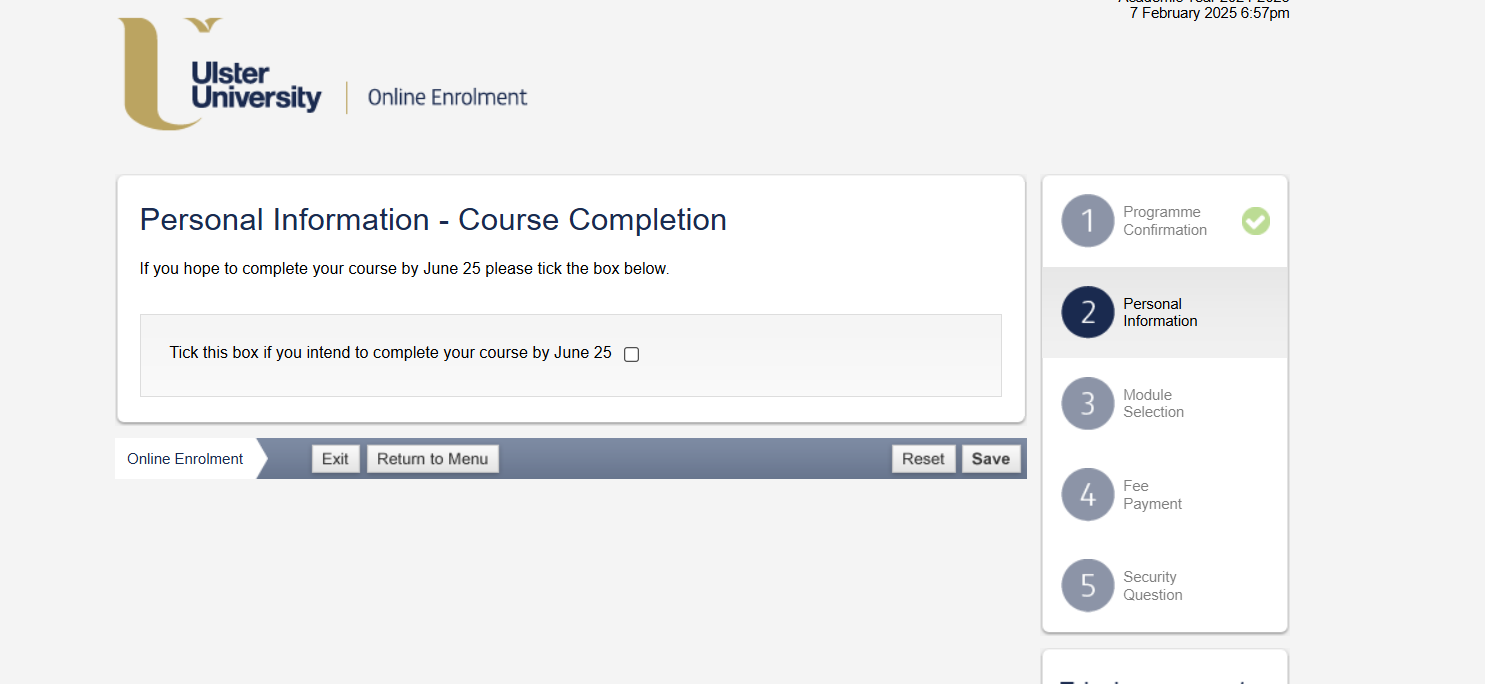 7 February 2025 6:57pm
Ulster
University
Online Enrolment
Personal Information - Course Completion
If you hope to complete your course by June 25 please tick the box below.
Tick this box if you intend to complete your course by June 25
Online Enrolment
Exit
Return to Menu
Reset
Save
1
Programme
Confirmation
2
Personal
Information
3
Module
Selection
4
Fee
Payment
5
Security
Question